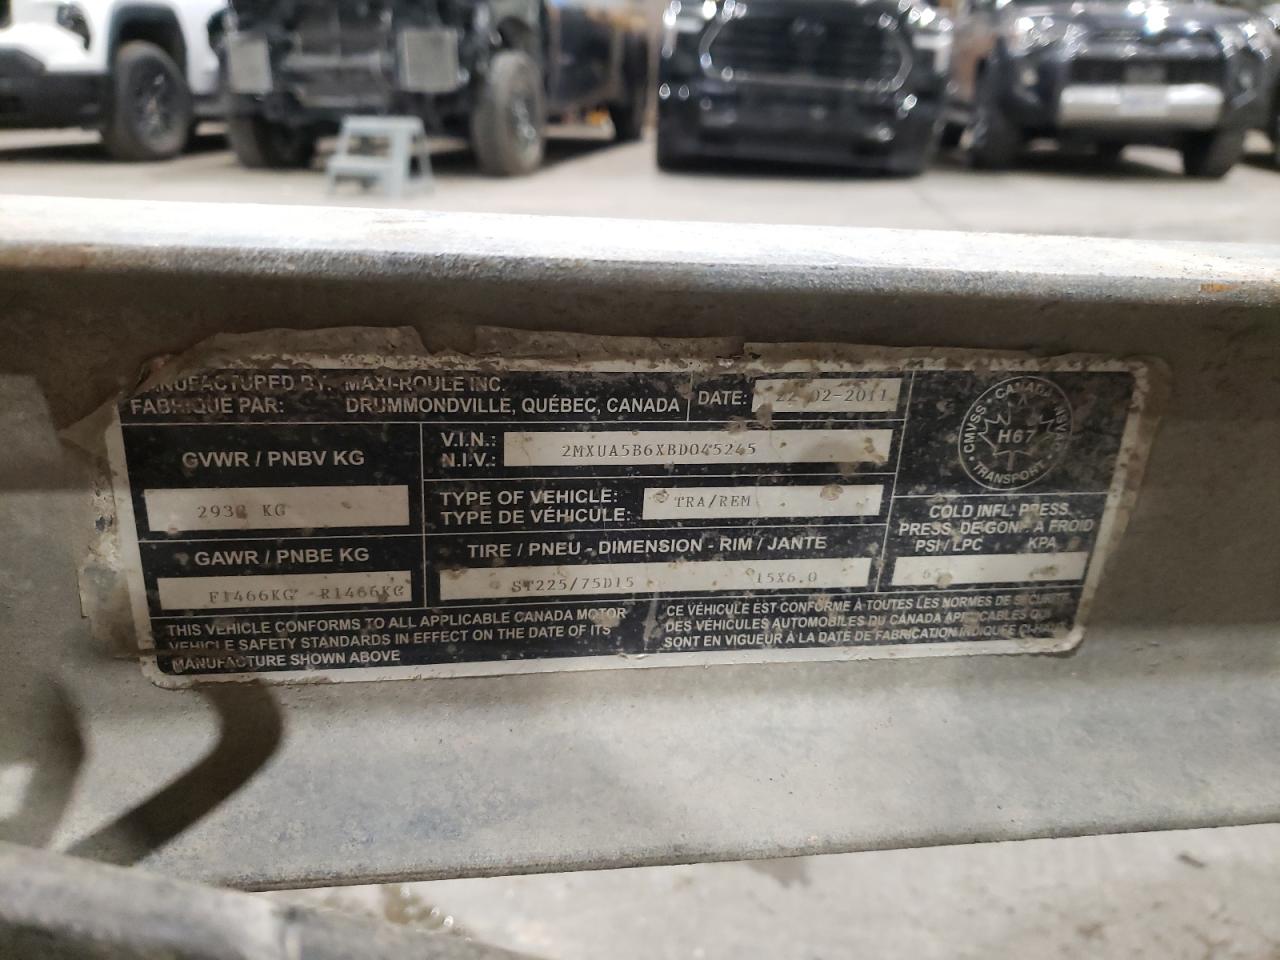 MANUFACTURED BY: MAXI-ROULE INC.
FABRIQUE PAR: DRUMMONDVILLE, QUÉBEC, CANADA
DATE: 22-02-2011
GVWR / PNBV KG
KG
V.I.N.:
N.I.V.: 2MXUA5B6XBD045245
TYPE OF VEHICLE:
TYPE DE VÉHICULE: TRA/REM
CMVSS · CANADA · NSVAC
H67
TRANSPORT
GAWR / PNBE KG
F1466KG R1466KG
TIRE / PNEU - DIMENSION - RIM / JANTE
ST225/75D15 15X6.0
COLD INFL' PRESS.
PRESS. DE GONF. À FROID
PSI / LPC KPA
THIS VEHICLE CONFORMS TO ALL APPLICABLE CANADA MOTOR
VEHICLE SAFETY STANDARDS IN EFFECT ON THE DATE OF ITS
MANUFACTURE SHOWN ABOVE
CE VÉHICULE EST CONFORME À TOUTES LES NORMES DE SÉCURITÉ
DES VÉHICULES AUTOMOBILES DU CANADA APPLICABLES QUI
SONT EN VIGUEUR À LA DATE DE FABRICATION INDIQUÉE